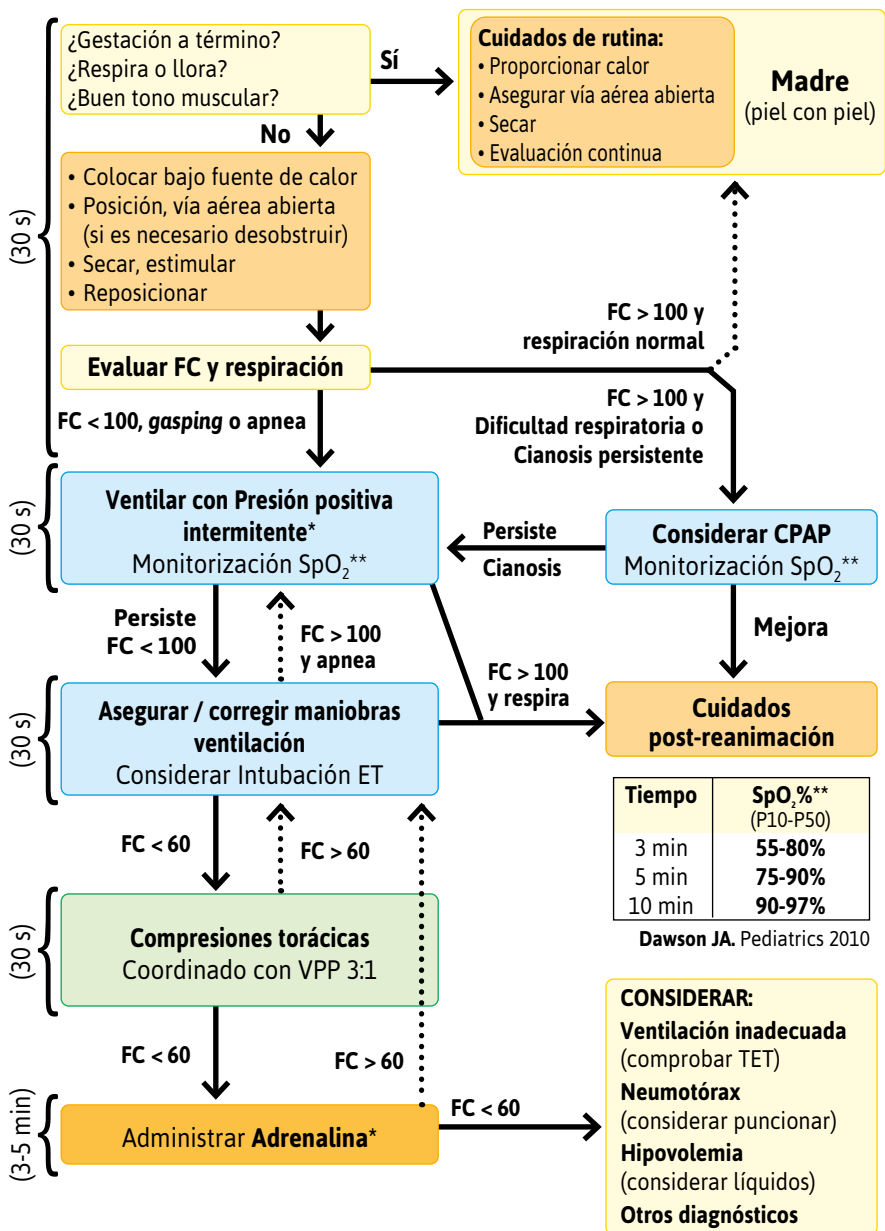 ¿Gestación a término?
¿Respira o llora?
¿Buen tono muscular?
Sí
Cuidados de rutina:
• Proporcionar calor
• Asegurar vía aérea abierta
• Secar
• Evaluación continua
Madre
(piel con piel)
No
(30 s)
• Colocar bajo fuente de calor
• Posición, vía aérea abierta
(si es necesario desobstruir)
• Secar, estimular
• Reposicionar
FC > 100 y
respiración normal
Evaluar FC y respiración
FC < 100, gasping o apnea
FC > 100 y
Dificultad respiratoria o
Cianosis persistente
(30 s)
Ventilar con Presión positiva
intermitente*
Monitorización SpO₂**
Persiste
Cianosis
Considerar CPAP
Monitorización SpO₂**
Persiste
FC < 100
FC > 100
y apnea
Mejora
FC > 100
y respira
(30 s)
Asegurar / corregir maniobras
ventilación
Considerar Intubación ET
Cuidados
post-reanimación
FC < 60
FC > 60
Tiempo SpO₂%**
(P10-P50)
3 min 55-80%
5 min 75-90%
10 min 90-97%
Dawson JA. Pediatrics 2010
(30 s)
Compresiones torácicas
Coordinado con VPP 3:1
FC < 60
FC > 60
(3-5 min)
Administrar Adrenalina*
FC < 60
CONSIDERAR:
Ventilación inadecuada
(comprobar TET)
Neumotórax
(considerar puncionar)
Hipovolemia
(considerar líquidos)
Otros diagnósticos